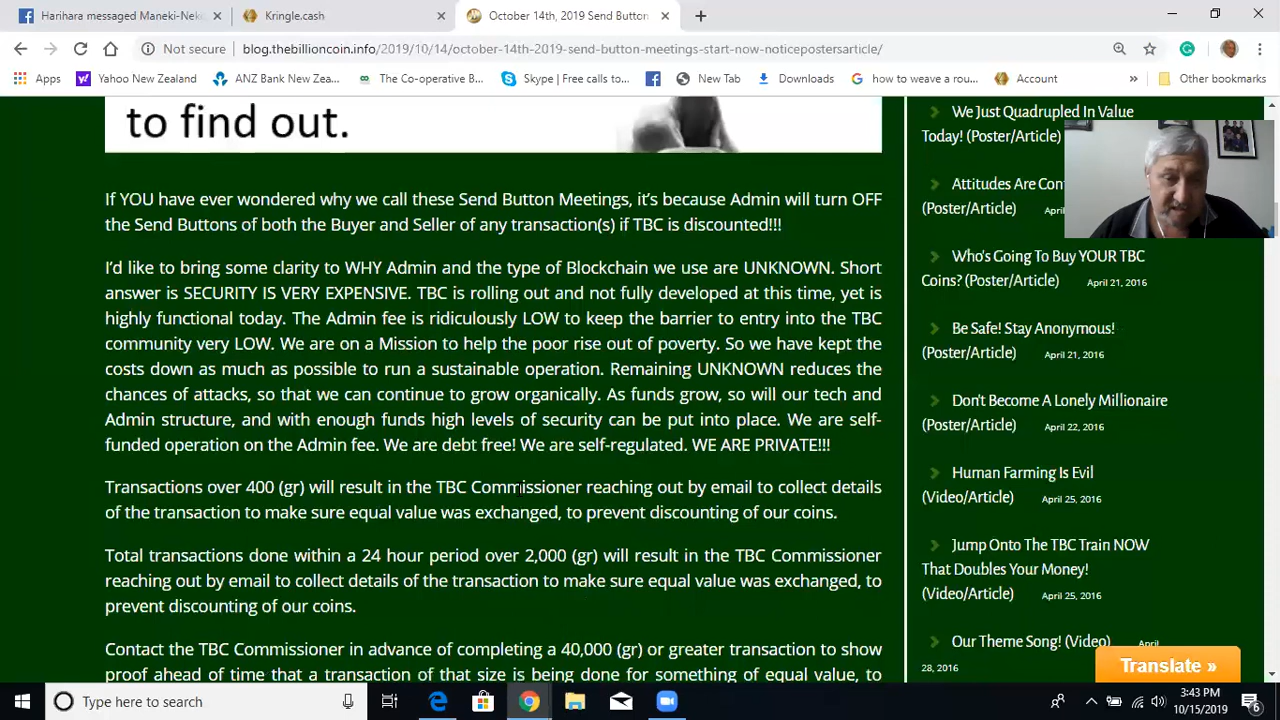 Harihara messaged Maneki-Nek
Kringle.cash
October 14th, 2019 Send Button
Not secure
blog.thebillioncoin.info/2019/10/14/october-14th-2019-send-button-meetings-start-now-noticepostersarticle/
Apps
Yahoo New Zealand
ANZ Bank New Zea...
The Co-operative B...
Skype | Free calls to...
New Tab
Downloads
how to weave a rou...
Account
»
Other bookmarks
to find out.
If YOU have ever wondered why we call these Send Button Meetings, it's because Admin will turn OFF
the Send Buttons of both the Buyer and Seller of any transaction(s) if TBC is discounted!!!
I'd like to bring some clarity to WHY Admin and the type of Blockchain we use are UNKNOWN. Short
answer is SECURITY IS VERY EXPENSIVE. TBC is rolling out and not fully developed at this time, yet is
highly functional today. The Admin fee is ridiculously LOW to keep the barrier to entry into the TBC
community very LOW. We are on a Mission to help the poor rise out of poverty. So we have kept the
costs down as much as possible to run a sustainable operation. Remaining UNKNOWN reduces the
chances of attacks, so that we can continue to grow organically. As funds grow, so will our tech and
Admin structure, and with enough funds high levels of security can be put into place. We are self-
funded operation on the Admin fee. We are debt free! We are self-regulated. WE ARE PRIVATE!!!
Transactions over 400 (gr) will result in the TBC Commissioner reaching out by email to collect details
of the transaction to make sure equal value was exchanged, to prevent discounting of our coins.
Total transactions done within a 24 hour period over 2,000 (gr) will result in the TBC Commissioner
reaching out by email to collect details of the transaction to make sure equal value was exchanged, to
prevent discounting of our coins.
Contact the TBC Commissioner in advance of completing a 40,000 (gr) or greater transaction to show
proof ahead of time that a transaction of that size is being done for something of equal value, to
We Just Quadrupled In Value
Today! (Poster/Article)
Attitudes Are Con
(Poster/Article)
Who's Going To Buy YOUR TBC
Coins? (Poster/Article) April 21, 2016
Be Safe! Stay Anonymous!
(Poster/Article) April 21, 2016
Don't Become A Lonely Millionaire
(Poster/Article) April 22, 2016
Human Farming Is Evil
(Video/Article) April 25, 2016
Jump Onto The TBC Train NOW
That Doubles Your Money!
(Video/Article) April 25, 2016
Our Theme Song! (Video) April
28, 2016
Translate »
Type here to search
3:43 PM
10/15/2019
6